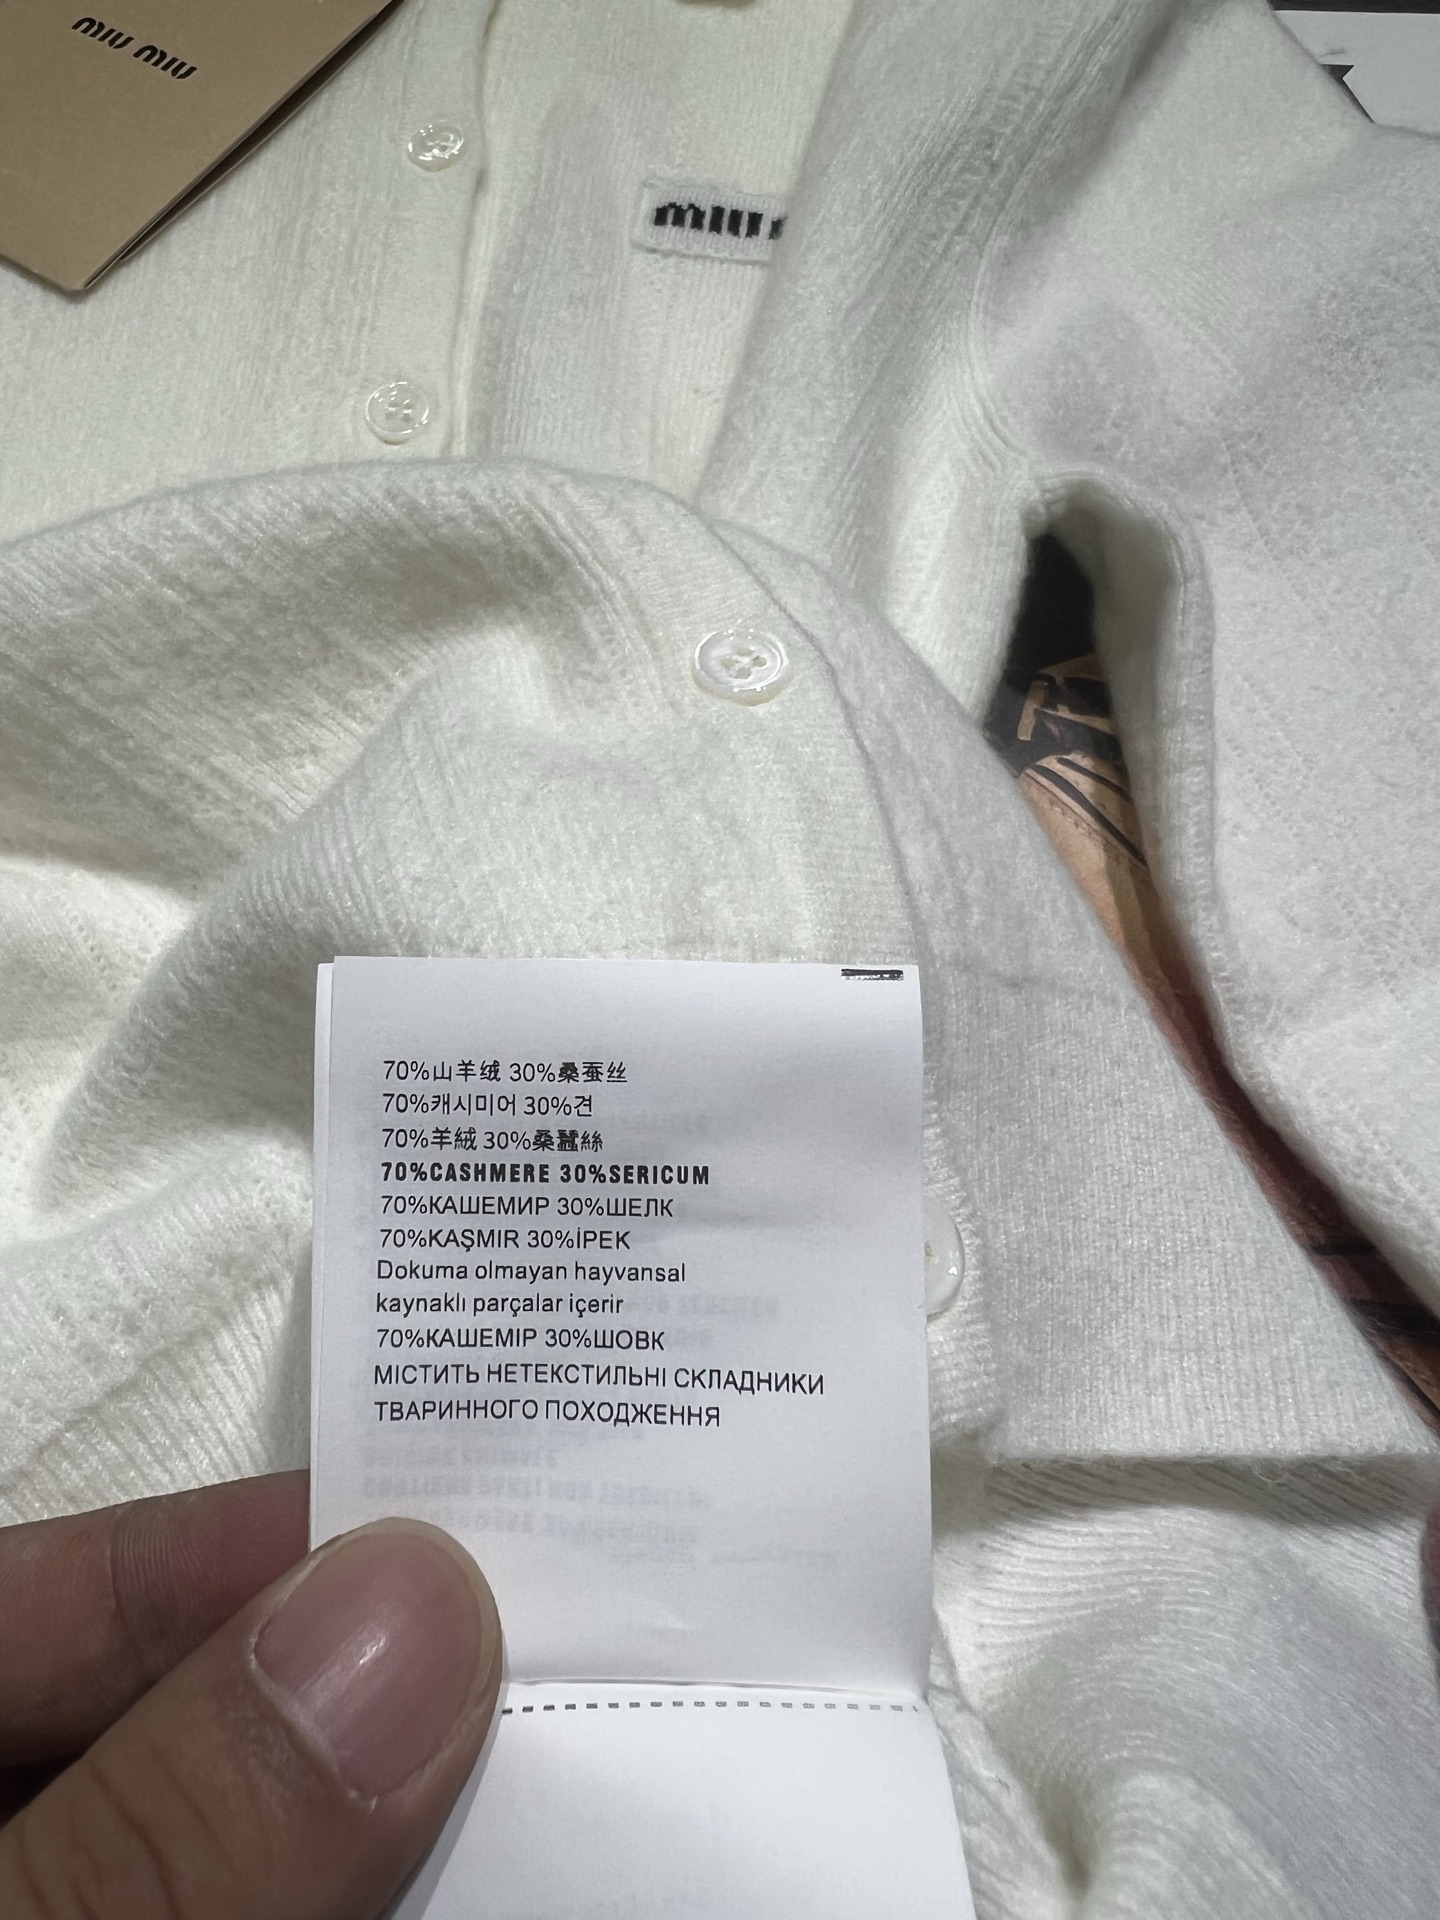 miu miu
miu
70%山羊绒 30%桑蚕丝
70%캐시미어 30%견
70%羊絨 30%桑蠶絲
70%CASHMERE 30%SERICUM
70%КАШЕМИР 30%ШЕЛК
70%KAŞMIR 30%İPEK
Dokuma olmayan hayvansal
kaynaklı parçalar içerir
70%КАШЕМІР 30%ШОВК
МІСТИТЬ НЕТЕКСТИЛЬНІ СКЛАДНИКИ
ТВАРИННОГО ПОХОДЖЕННЯ